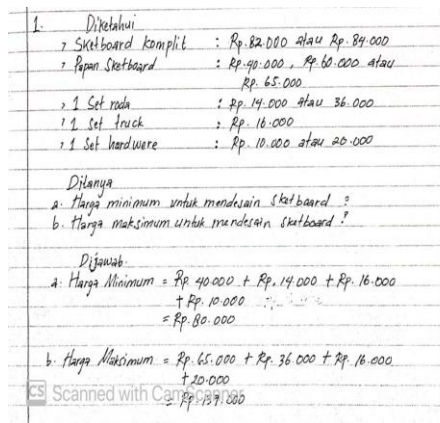 1. Diketahui
> Sketboard komplit : Rp. 82.000 atau Rp. 84.000
> Papan Sketboard : Rp. 40.000, Rp. 60.000 atau
Rp. 65.000
> 1 Set roda : Rp. 14.000 atau 36.000
> 1 Set truck : Rp. 16.000
> 1 Set hardwere : Rp. 10.000 atau 20.000
Ditanya
a. Harga minimum untuk mendesain sketboard ?
b. Harga maksimum untuk mendesain sketboard ?
Dijawab.
a. Harga Minimum = Rp. 40.000 + Rp. 14.000 + Rp. 16.000
+ Rp. 10.000
= Rp. 80.000
b. Harga Maksimum = Rp. 65.000 + Rp. 36.000 + Rp. 16.000
+ 20.000
= Rp. 137.000
CS Scanned with CamScanner